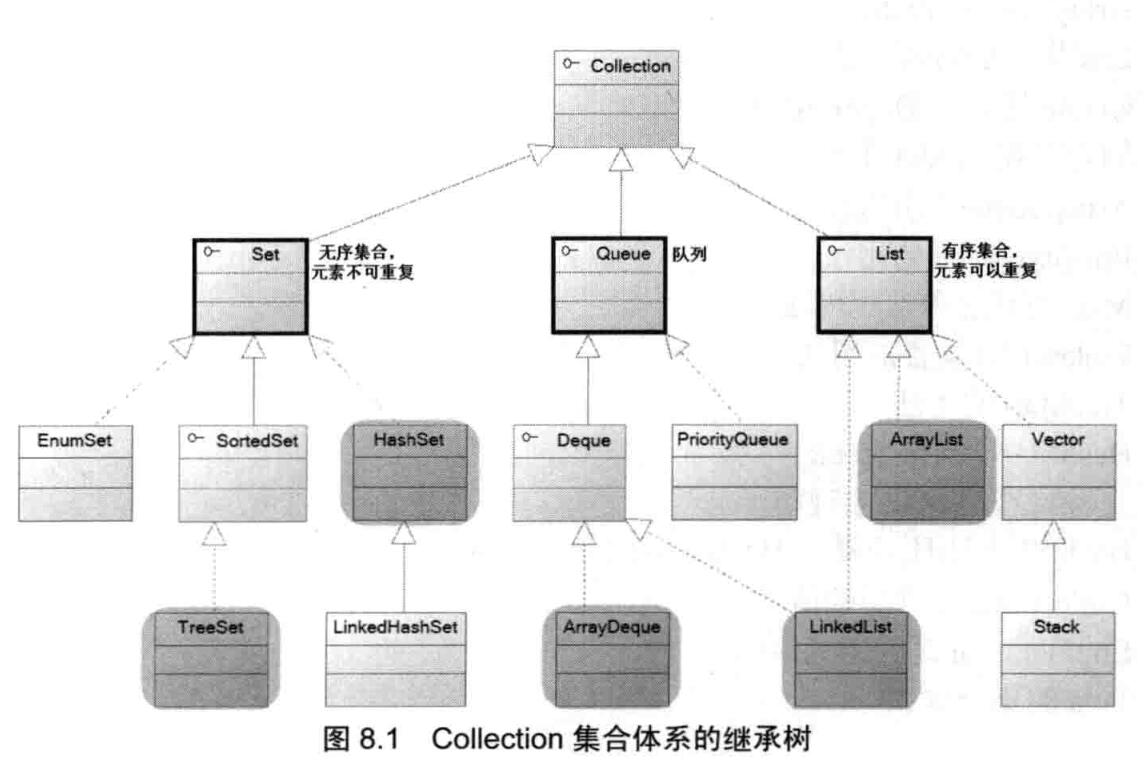 Collection
Set
无序集合，
元素不可重复
Queue
队列
List
有序集合，
元素可以重复
EnumSet
SortedSet
HashSet
Deque
PriorityQueue
ArrayList
Vector
TreeSet
LinkedHashSet
ArrayDeque
LinkedList
Stack
图 8.1 Collection 集合体系的继承树